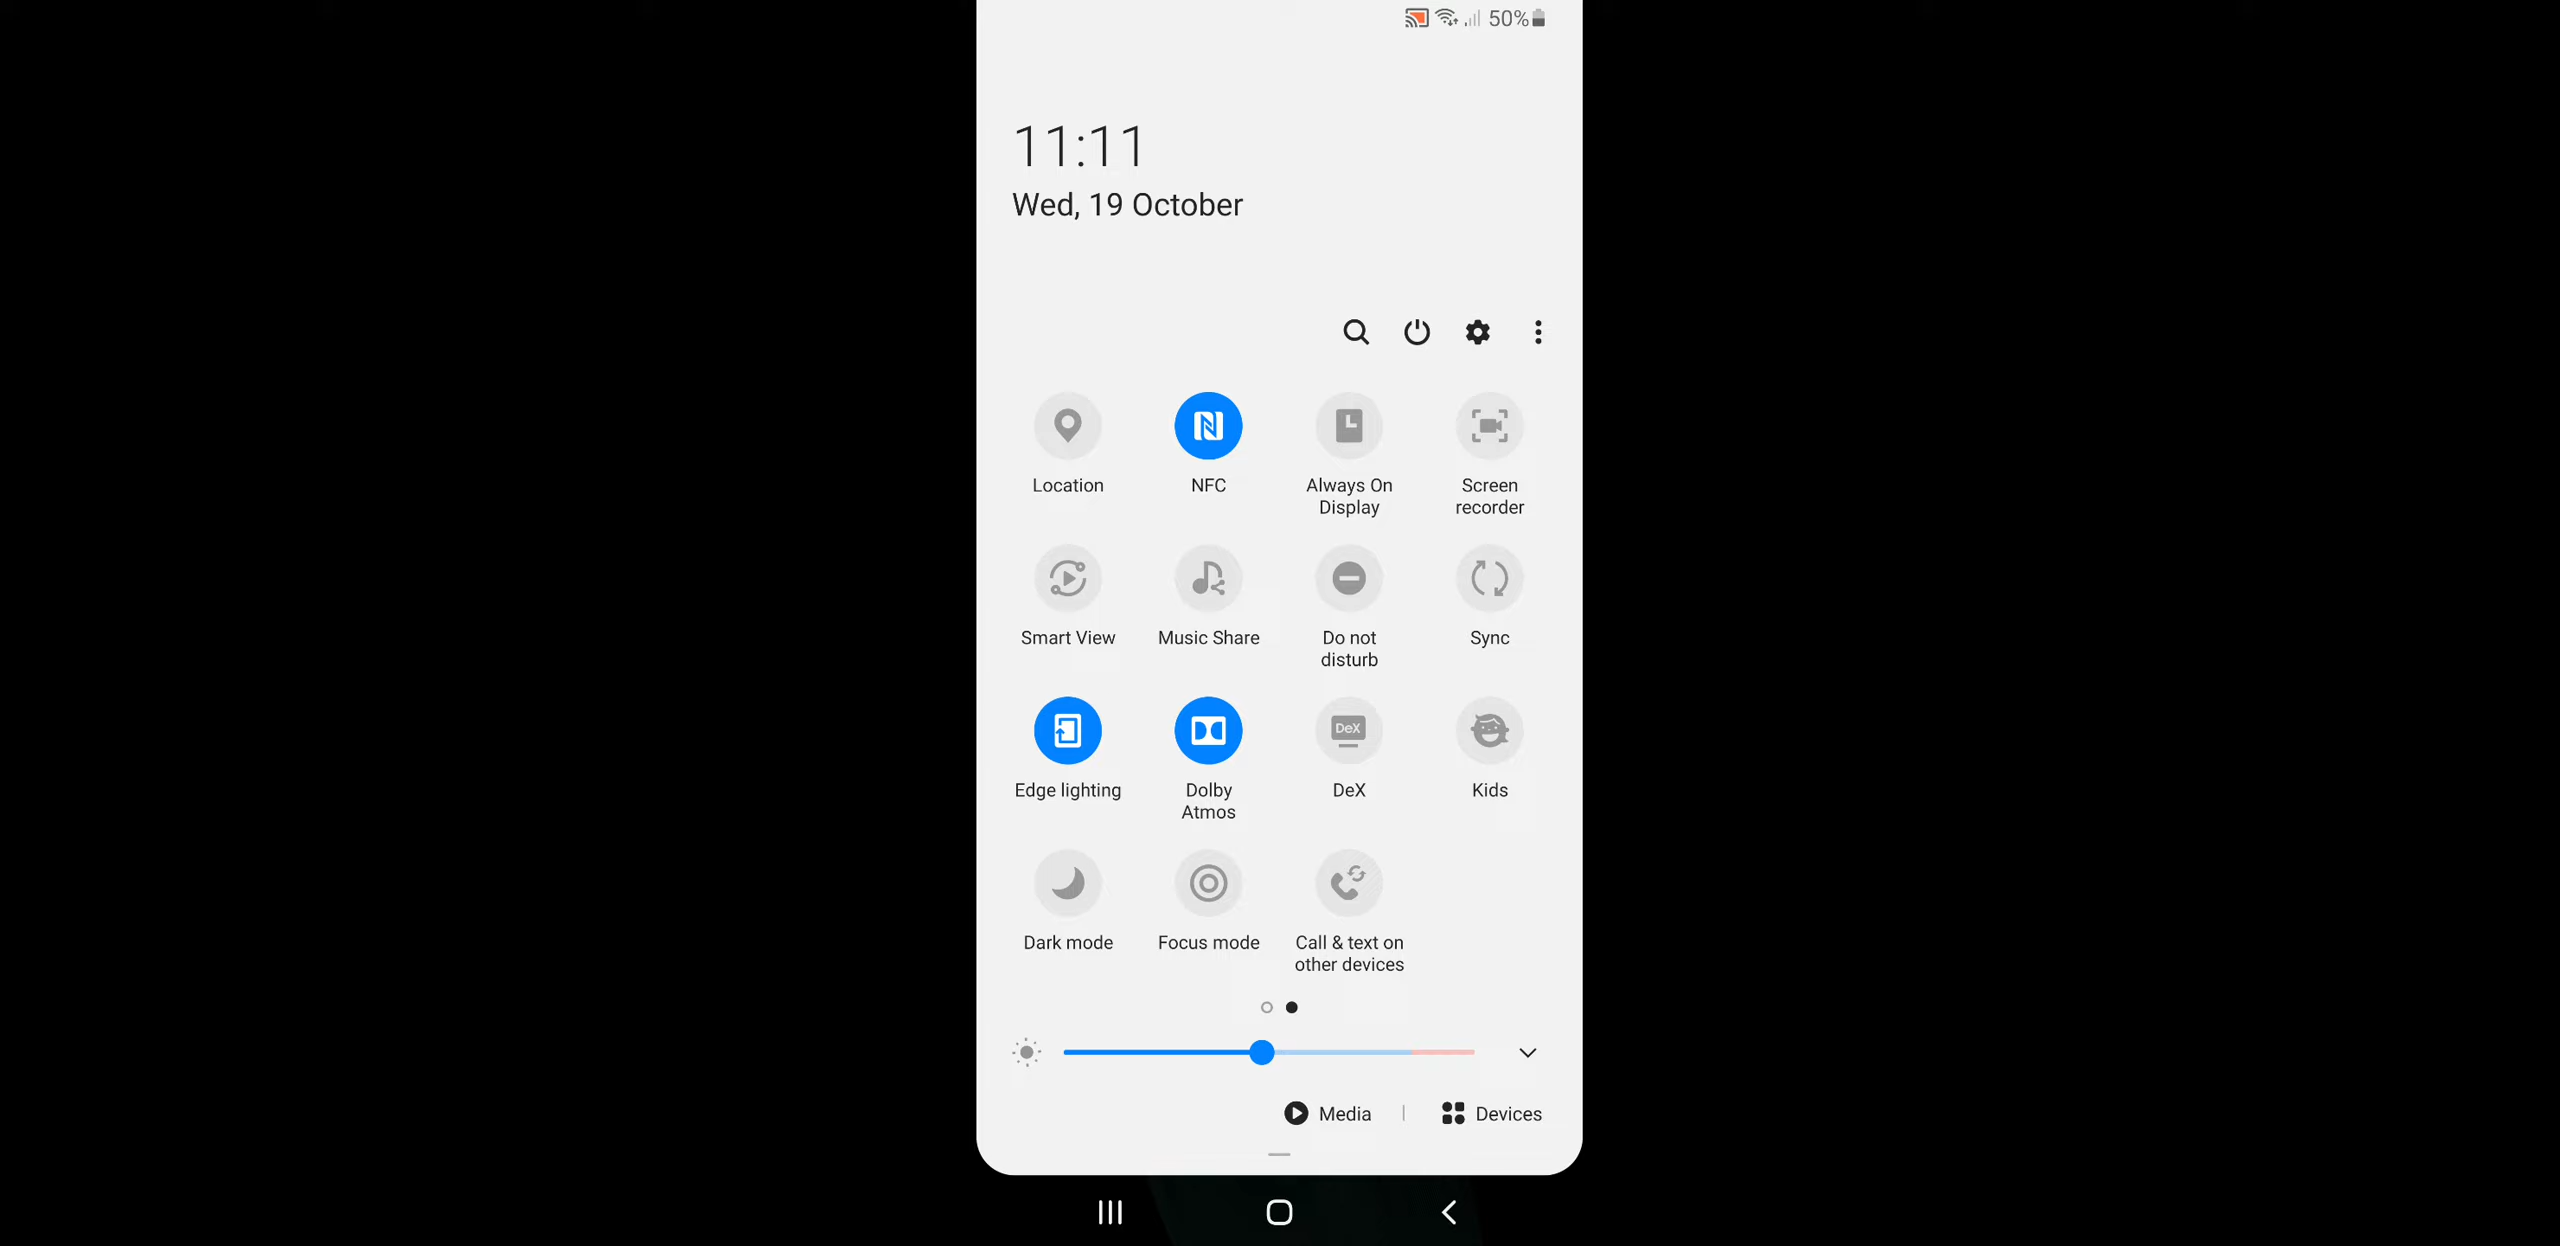 50%
11:11
Wed, 19 October
Location
NFC
Always On
Display
Screen
recorder
Smart View
Music Share
Do not
disturb
Sync
Edge lighting
Dolby
Atmos
DeX
DeX
Kids
Dark mode
Focus mode
Call & text on
other devices
Media
Devices